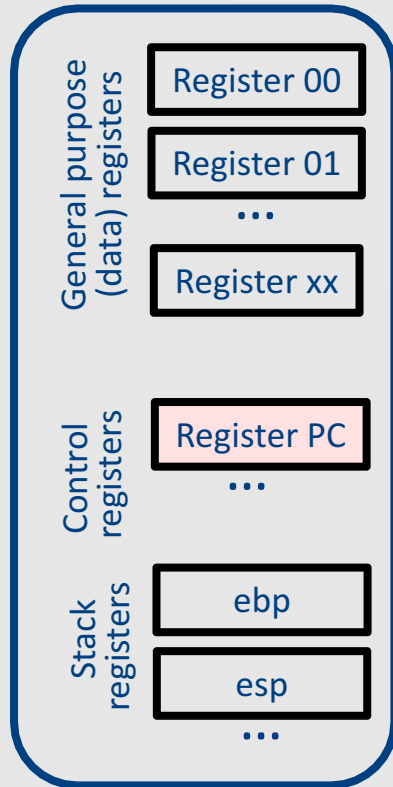 General purpose
(data) registers
Register 00
Register 01
...
Register xx
Control
registers
Register PC
...
Stack
registers
ebp
esp
...